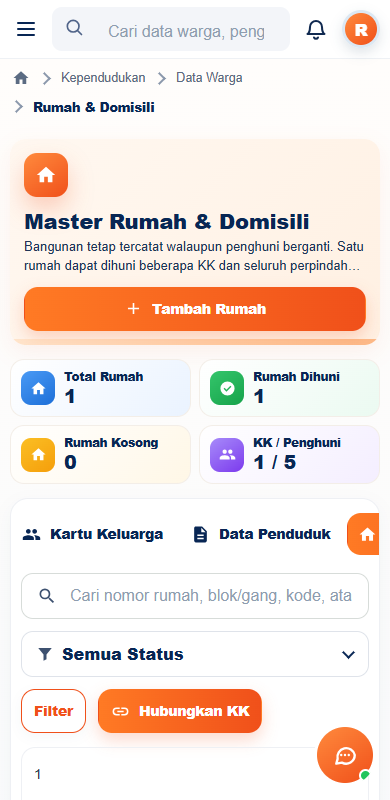 Cari data warga, peng
R
Kependudukan
Data Warga
Rumah & Domisili
Master Rumah & Domisili
Bangunan tetap tercatat walaupun penghuni berganti. Satu
rumah dapat dihuni beberapa KK dan seluruh perpindah...
+ Tambah Rumah
Total Rumah
1
Rumah Dihuni
1
Rumah Kosong
0
KK / Penghuni
1 / 5
Kartu Keluarga
Data Penduduk
Cari nomor rumah, blok/gang, kode, ata
Semua Status
Filter
Hubungkan KK
1